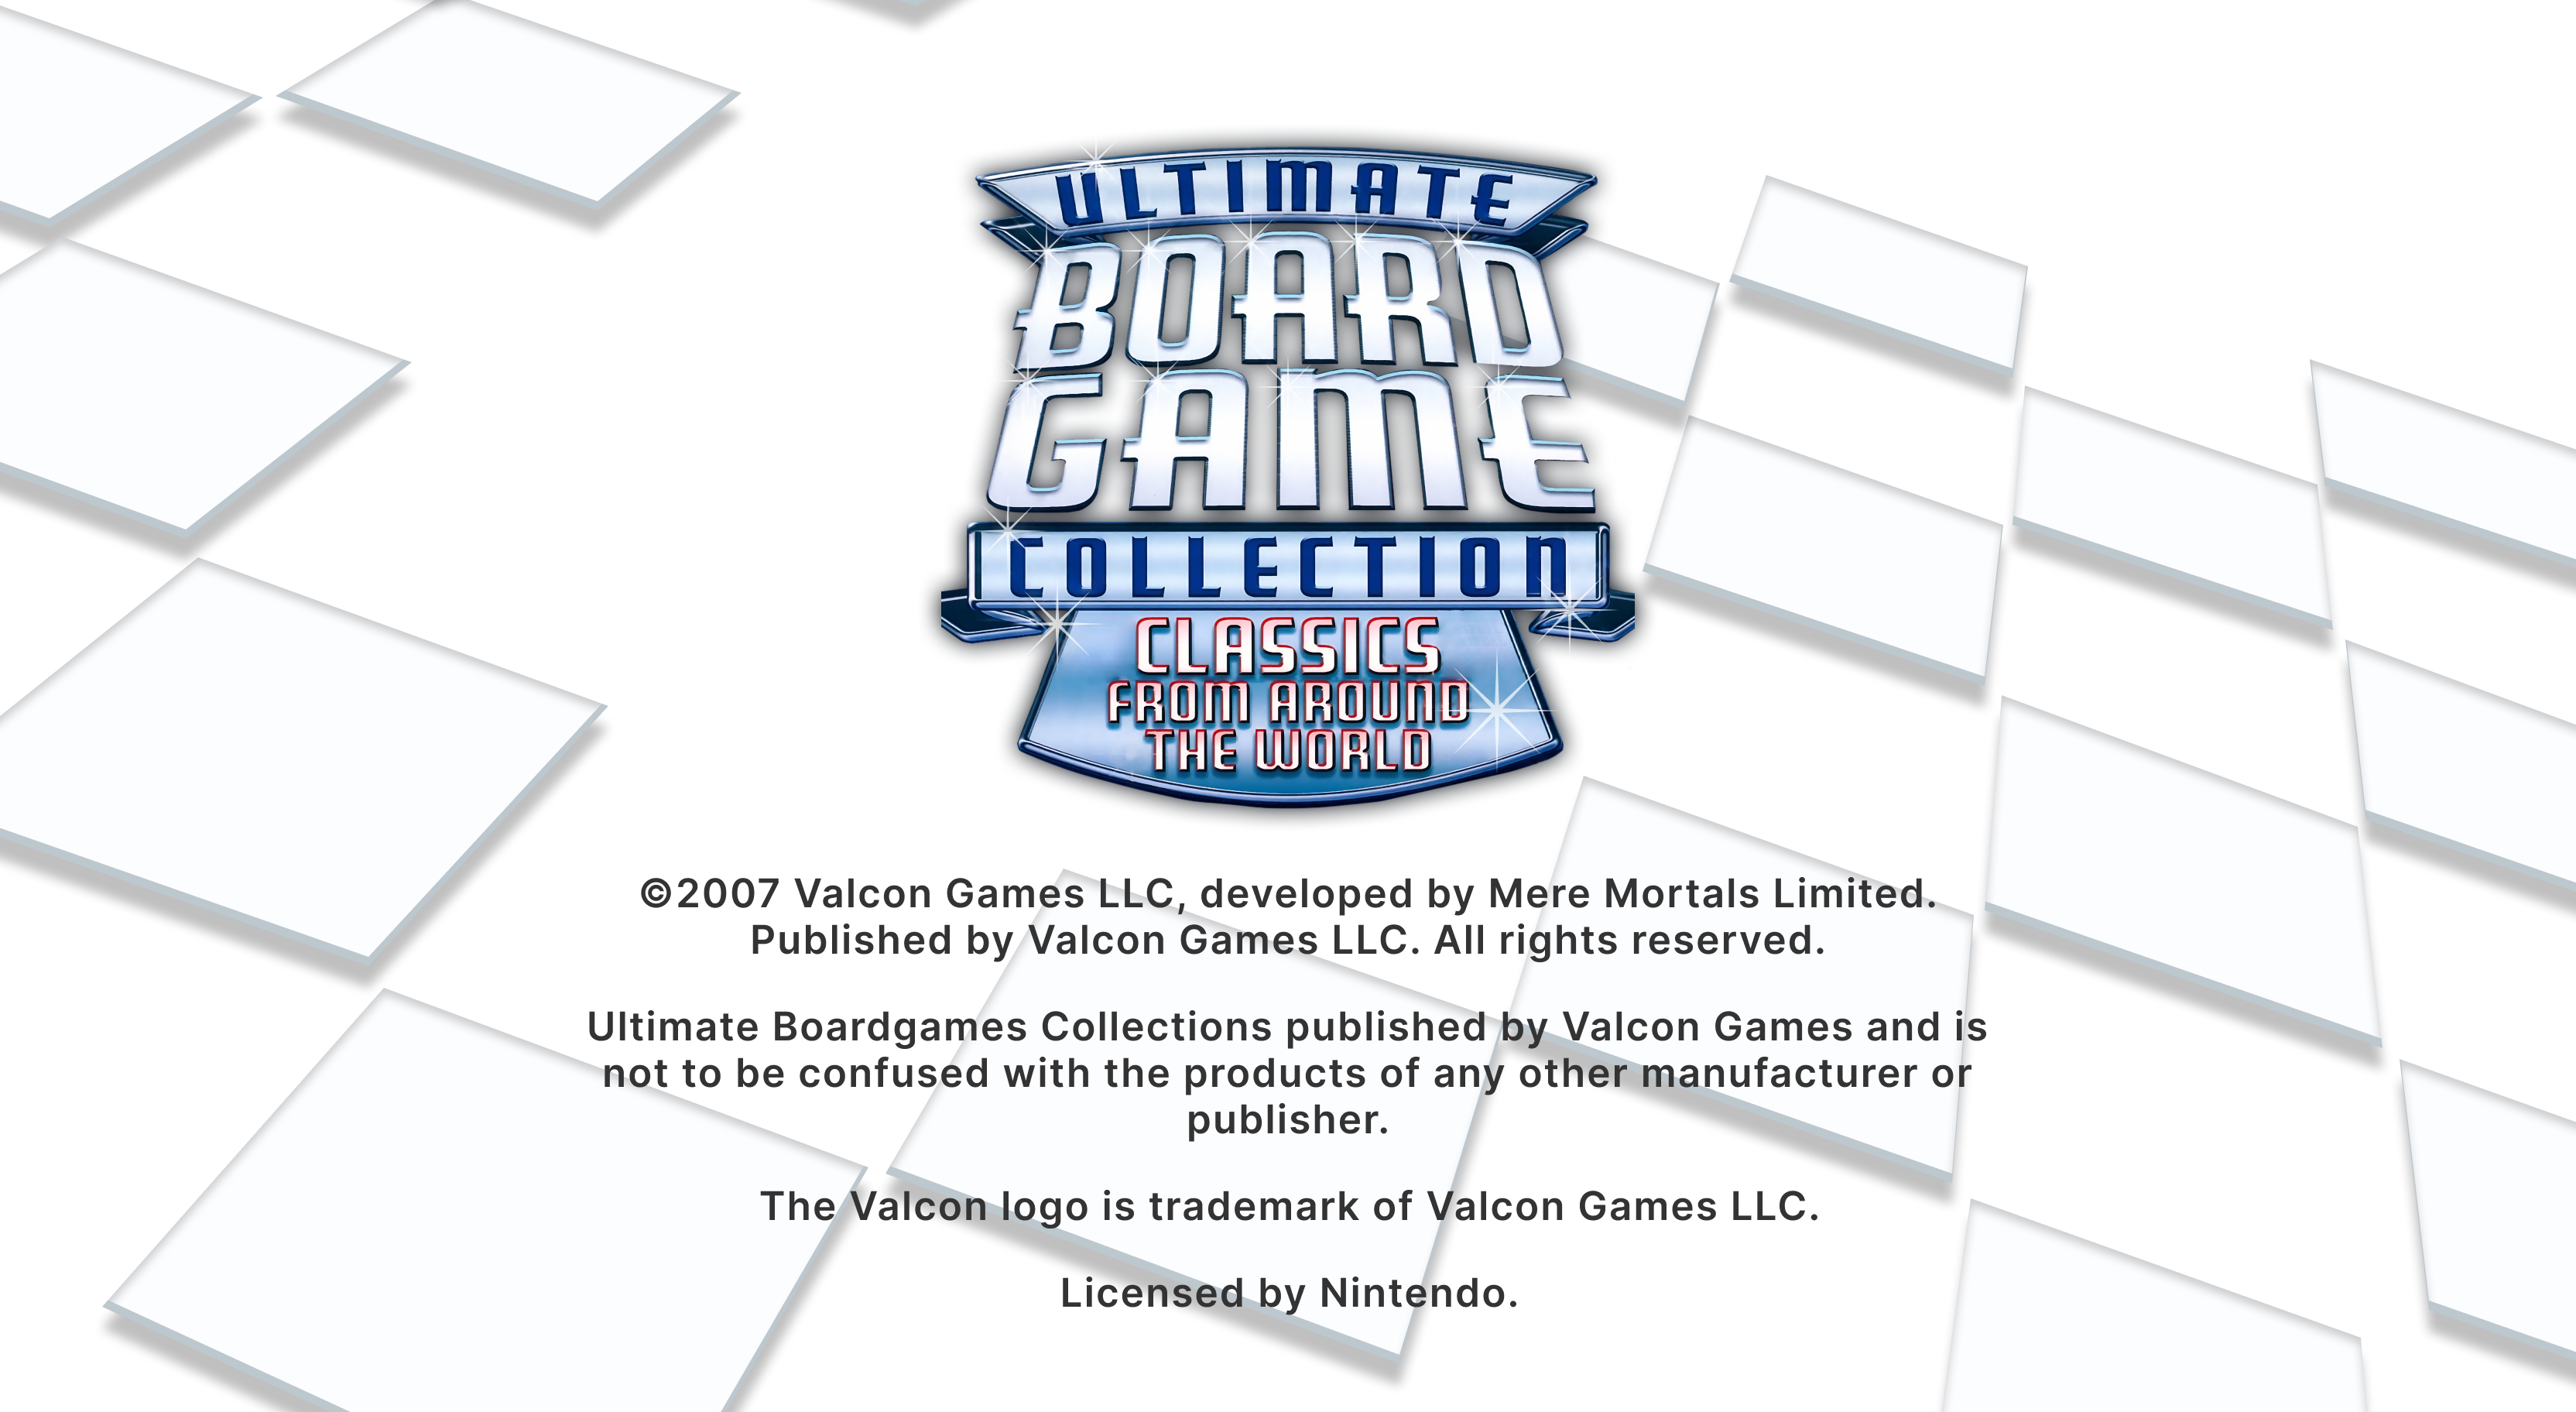 ULTIMATE
BOARD
GAME
COLLECTION
CLASSICS
FROM AROUND
THE WORLD
©2007 Valcon Games LLC, developed by Mere Mortals Limited.
Published by Valcon Games LLC. All rights reserved.
Ultimate Boardgames Collections published by Valcon Games and is
not to be confused with the products of any other manufacturer or
publisher.
The Valcon logo is trademark of Valcon Games LLC.
Licensed by Nintendo.